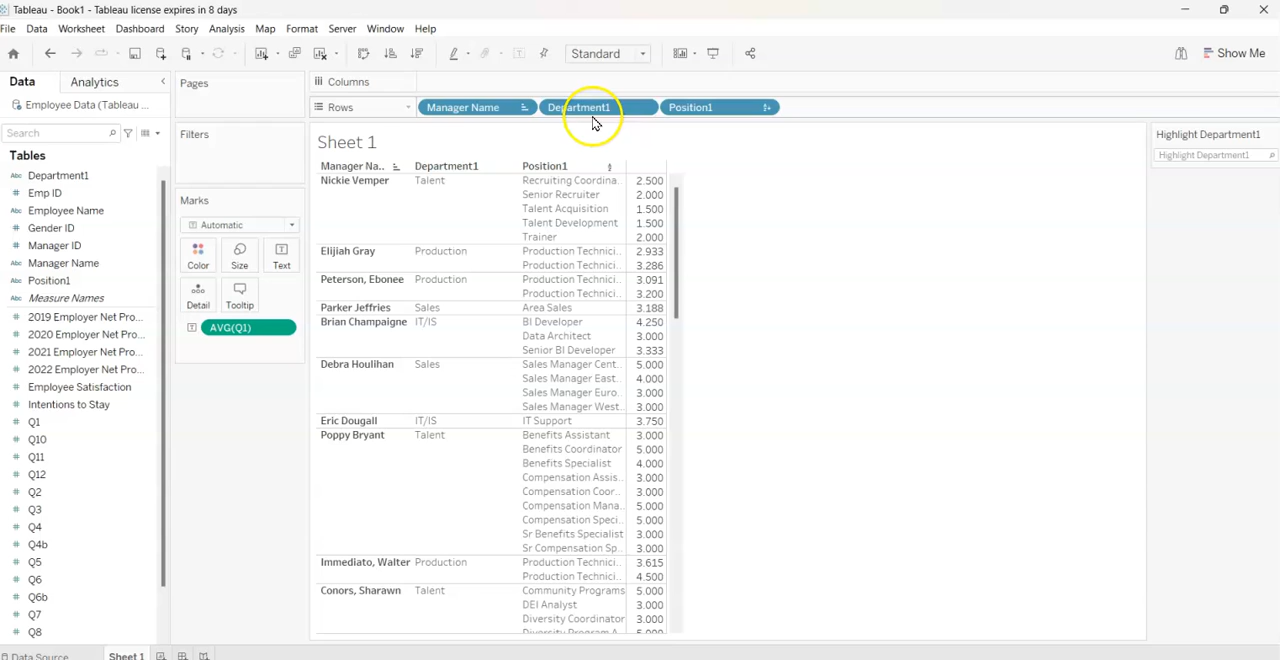 Tableau - Book1 - Tableau license expires in 8 days
File Data Worksheet Dashboard Story Analysis Map Format Server Window Help
Standard
Show Me
Data Analytics
Employee Data (Tableau ...
Search
Tables
Abc Department1
# Emp ID
Abc Employee Name
# Gender ID
# Manager ID
Abc Manager Name
Abc Position1
Abc Measure Names
# 2019 Employer Net Pro...
# 2020 Employer Net Pro...
# 2021 Employer Net Pro...
# 2022 Employer Net Pro...
# Employee Satisfaction
# Intentions to Stay
# Q1
# Q10
# Q11
# Q12
# Q2
# Q3
# Q4
# Q4b
# Q5
# Q6
# Q6b
# Q7
# Q8
Pages
Filters
Marks
Automatic
Color Size Text
Detail Tooltip
AVG(Q1)
Columns
Rows Manager Name Department1 Position1
Sheet 1
Manager Na.. Department1 Position1
Nickie Vemper Talent Recruiting Coordina.. 2.500
Senior Recruiter 2.000
Talent Acquisition 1.500
Talent Development 1.500
Trainer 2.000
Elijiah Gray Production Production Technici.. 2.933
Production Technici.. 3.286
Peterson, Ebonee Production Production Technici.. 3.091
Production Technici.. 3.200
Parker Jeffries Sales Area Sales 3.188
Brian Champaigne IT/IS BI Developer 4.250
Data Architect 3.000
Senior BI Developer 3.333
Debra Houlihan Sales Sales Manager Cent.. 5.000
Sales Manager East.. 4.000
Sales Manager Euro.. 3.000
Sales Manager West.. 3.000
Eric Dougall IT/IS IT Support 3.750
Poppy Bryant Talent Benefits Assistant 3.000
Benefits Coordinator 5.000
Benefits Specialist 4.000
Compensation Assis.. 3.000
Compensation Coor.. 3.000
Compensation Mana.. 5.000
Compensation Speci.. 5.000
Sr Benefits Specialist 3.000
Sr Compensation Sp.. 3.000
Immediato, Walter Production Production Technici.. 3.615
Production Technici.. 4.500
Conors, Sharawn Talent Community Programs 5.000
DEI Analyst 3.000
Diversity Coordinator 3.000
Diversity Program A.. 5.000
Highlight Department1
Highlight Department1
Data Source Sheet 1